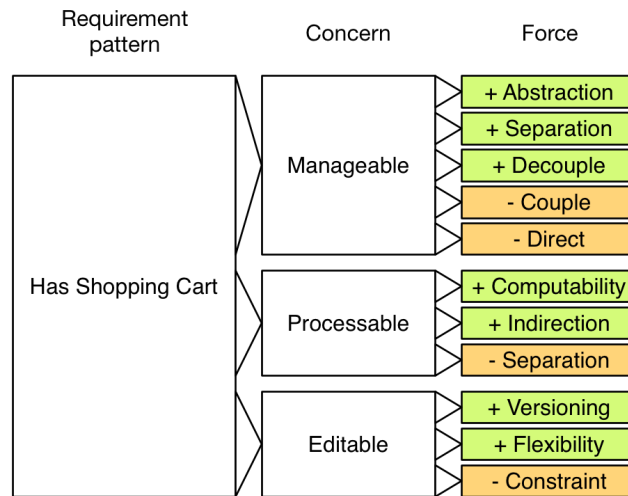 Requirement
pattern
Concern
Force
Has Shopping Cart
Manageable
+ Abstraction
+ Separation
+ Decouple
- Couple
- Direct
Processable
+ Computability
+ Indirection
- Separation
Editable
+ Versioning
+ Flexibility
- Constraint